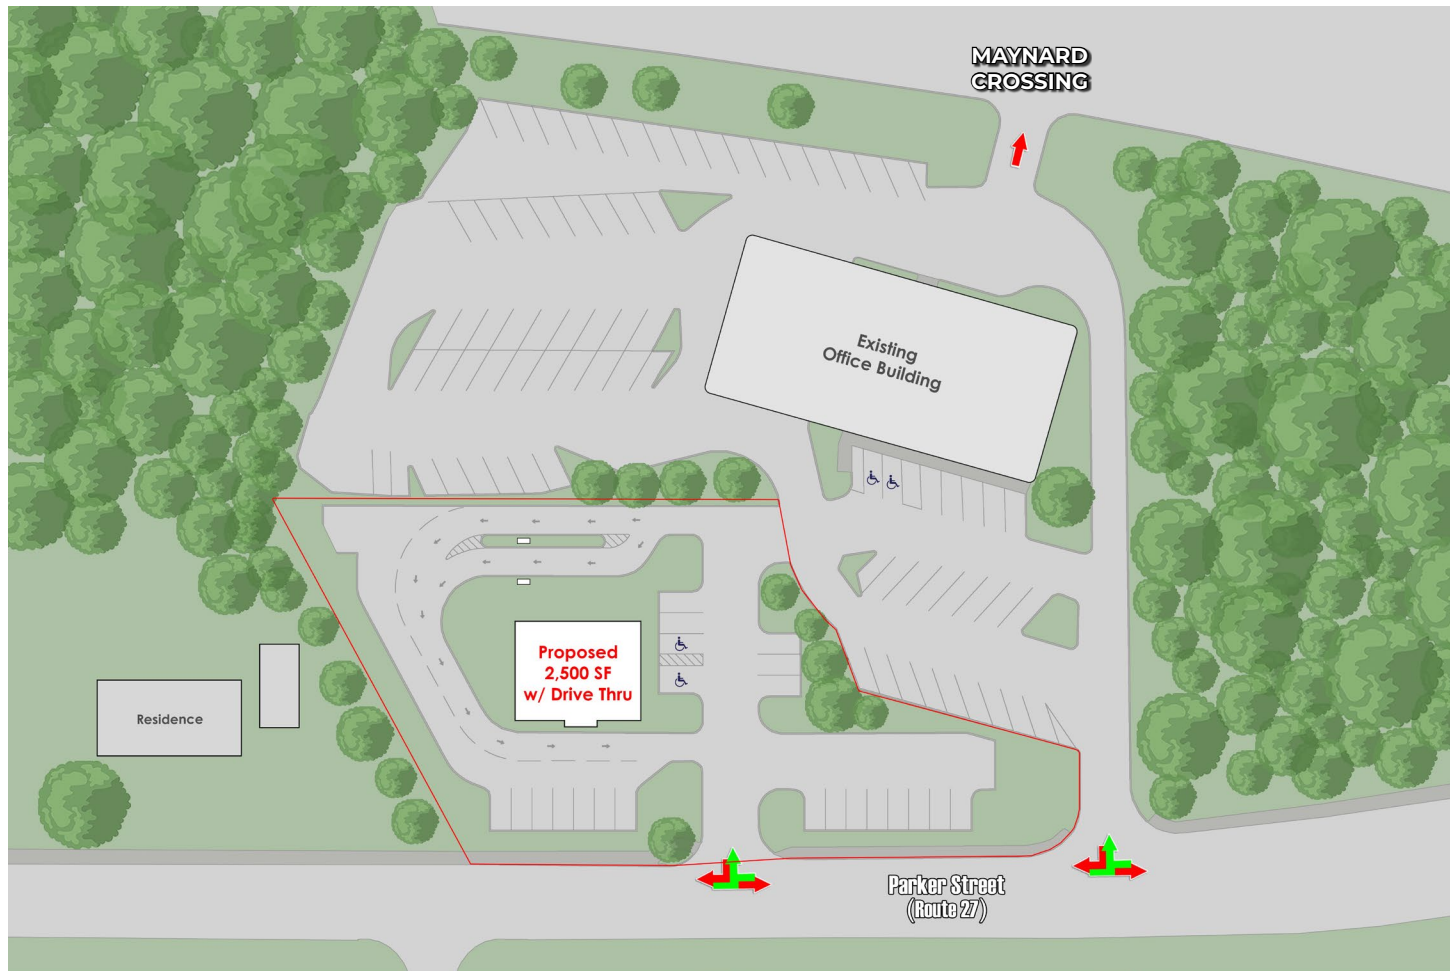 MAYNARD
CROSSING
Existing
Office Building
Proposed
2,500 SF
w/ Drive Thru
Residence
Parker Street
(Route 27)